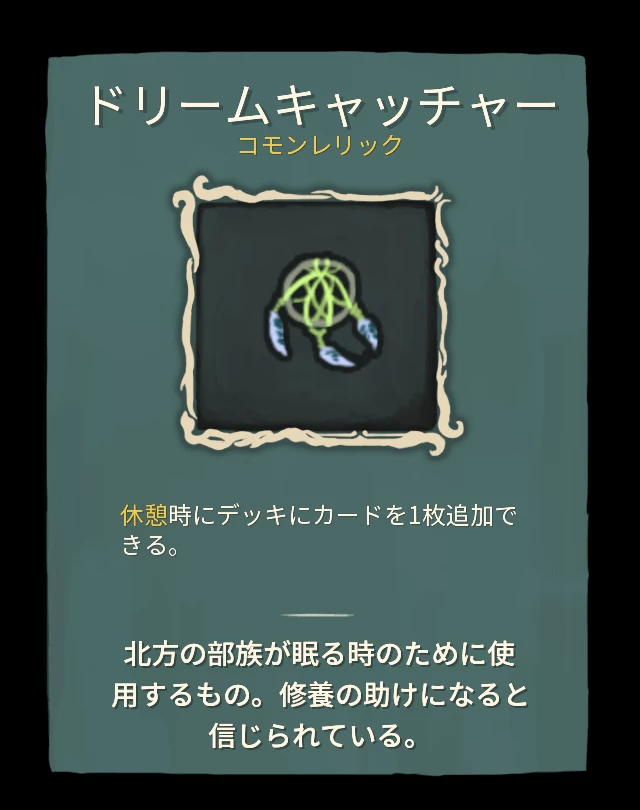 ドリームキャッチャー
コモンレリック
休憩時にデッキにカードを1枚追加で
きる。
北方の部族が眠る時のために使
用するもの。修養の助けになると
信じられている。